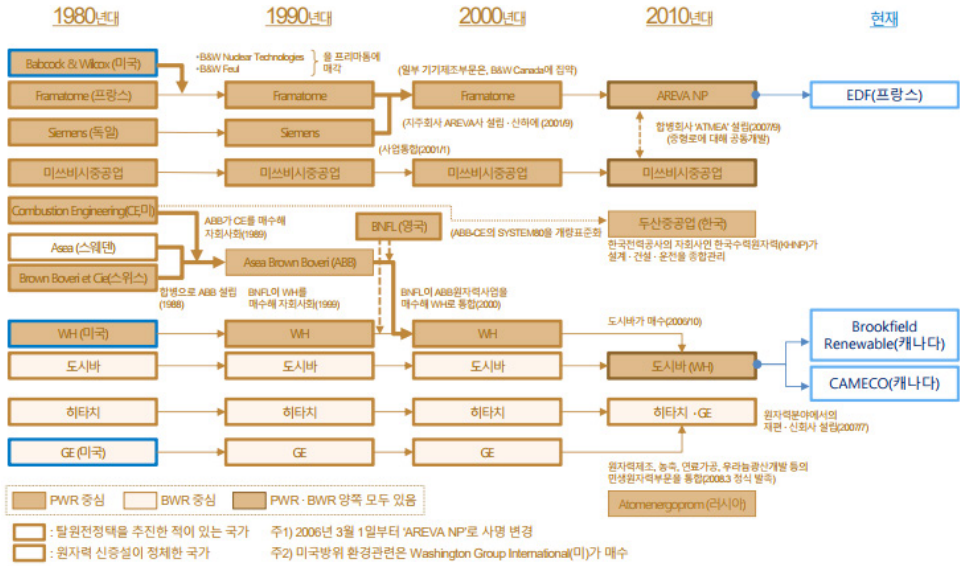 1980년대 1990년대 2000년대 2010년대 현재
Babcock & Wilcox (미국)
•B&W Nuclear Technologies
•B&W Feul
을 프라마톰에
매각
(일부 기기제조부문은, B&W Canada에 집약)
Framatome (프랑스) Framatome Framatome AREVA NP EDF(프랑스)
(지주회사 AREVA사 설립 · 산하에 (2001/9)
합병회사 'ATMEA' 설립(2007/9)
(중형로에 대해 공동개발)
Siemens (독일) Siemens
(사업통합(2001/1)
미쓰비시중공업 미쓰비시중공업 미쓰비시중공업 미쓰비시중공업
Combustion Engineering(CE,미)
ABB가 CE를 매수해
자회사화(1989)
BNFL (영국)
(ABB-CE의 SYSTEM80을 개량표준화
두산중공업 (한국)
한국전력공사의 자회사인 한국수력원자력(KHNP)가
설계 · 건설 · 운전을 종합관리
Asea (스웨덴)
Asea Brown Boveri (ABB)
Brown Boveri et Cie(스위스)
합병으로 ABB 설립
(1988)
BNFL이 WH를
매수해 자회사화(1999)
BNFL이 ABB원자력사업을
매수해 WH로 통합(2000)
도시바가 매수(2006/10)
WH (미국) WH WH
Brookfield
Renewable(캐나다)
도시바 도시바 도시바 도시바 (WH)
CAMECO(캐나다)
히타치 히타치 히타치 히타치 · GE
원자력분야에서의
재편 · 신회사 설립(2007/7)
GE (미국) GE GE
원자력제조, 농축, 연료가공, 우라늄광산개발 등의
민생원자력부문을 통합(2008.3 정식 발족)
Atomenergoprom (러시아)
PWR 중심 BWR 중심 PWR · BWR 양쪽 모두 있음
: 탈원전정택을 추진한 적이 있는 국가 주1) 2006년 3월 1일부터 'AREVA NP'로 사명 변경
: 원자력 신증설이 정체한 국가 주2) 미국방위 환경관련은 Washington Group International(미)가 매수